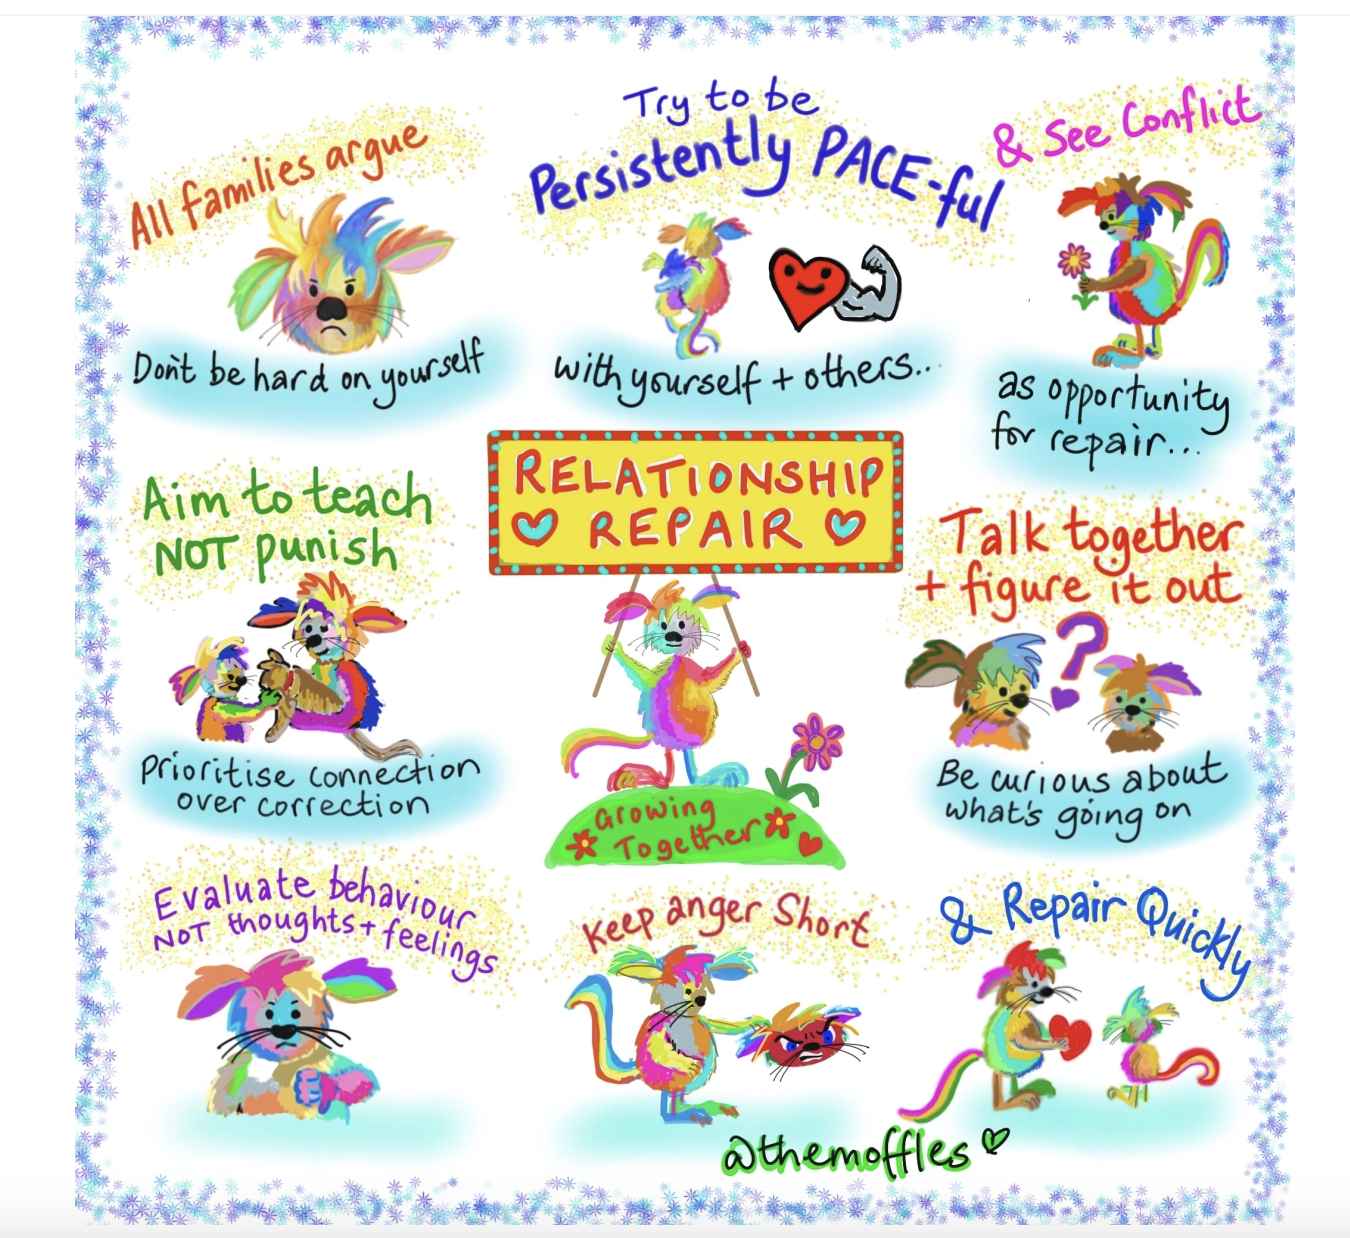 All families argue
Don't be hard on yourself
Try to be
Persistently PACE-ful
with yourself + others...
& See Conflict
as opportunity
for repair...
Aim to teach
NOT punish
Prioritise connection
over correction
RELATIONSHIP
REPAIR
Growing
Together
Talk together
+ figure it out
?
Be curious about
what's going on
Evaluate behaviour
NOT thoughts + feelings
Keep anger Short
& Repair Quickly
@themoffles